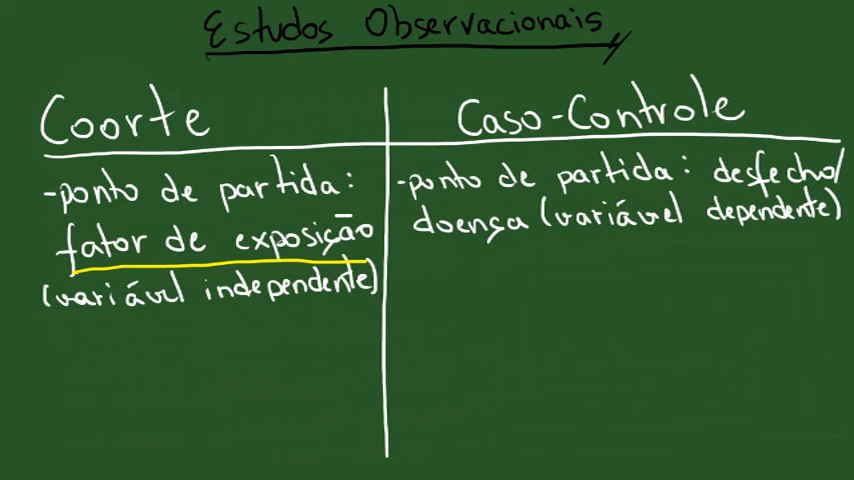 Estudos Observacionais
Coorte
-ponto de partida:
fator de exposição
(variável independente)
Caso-Controle
-ponto de partida: desfecho/
doença (variável dependente)